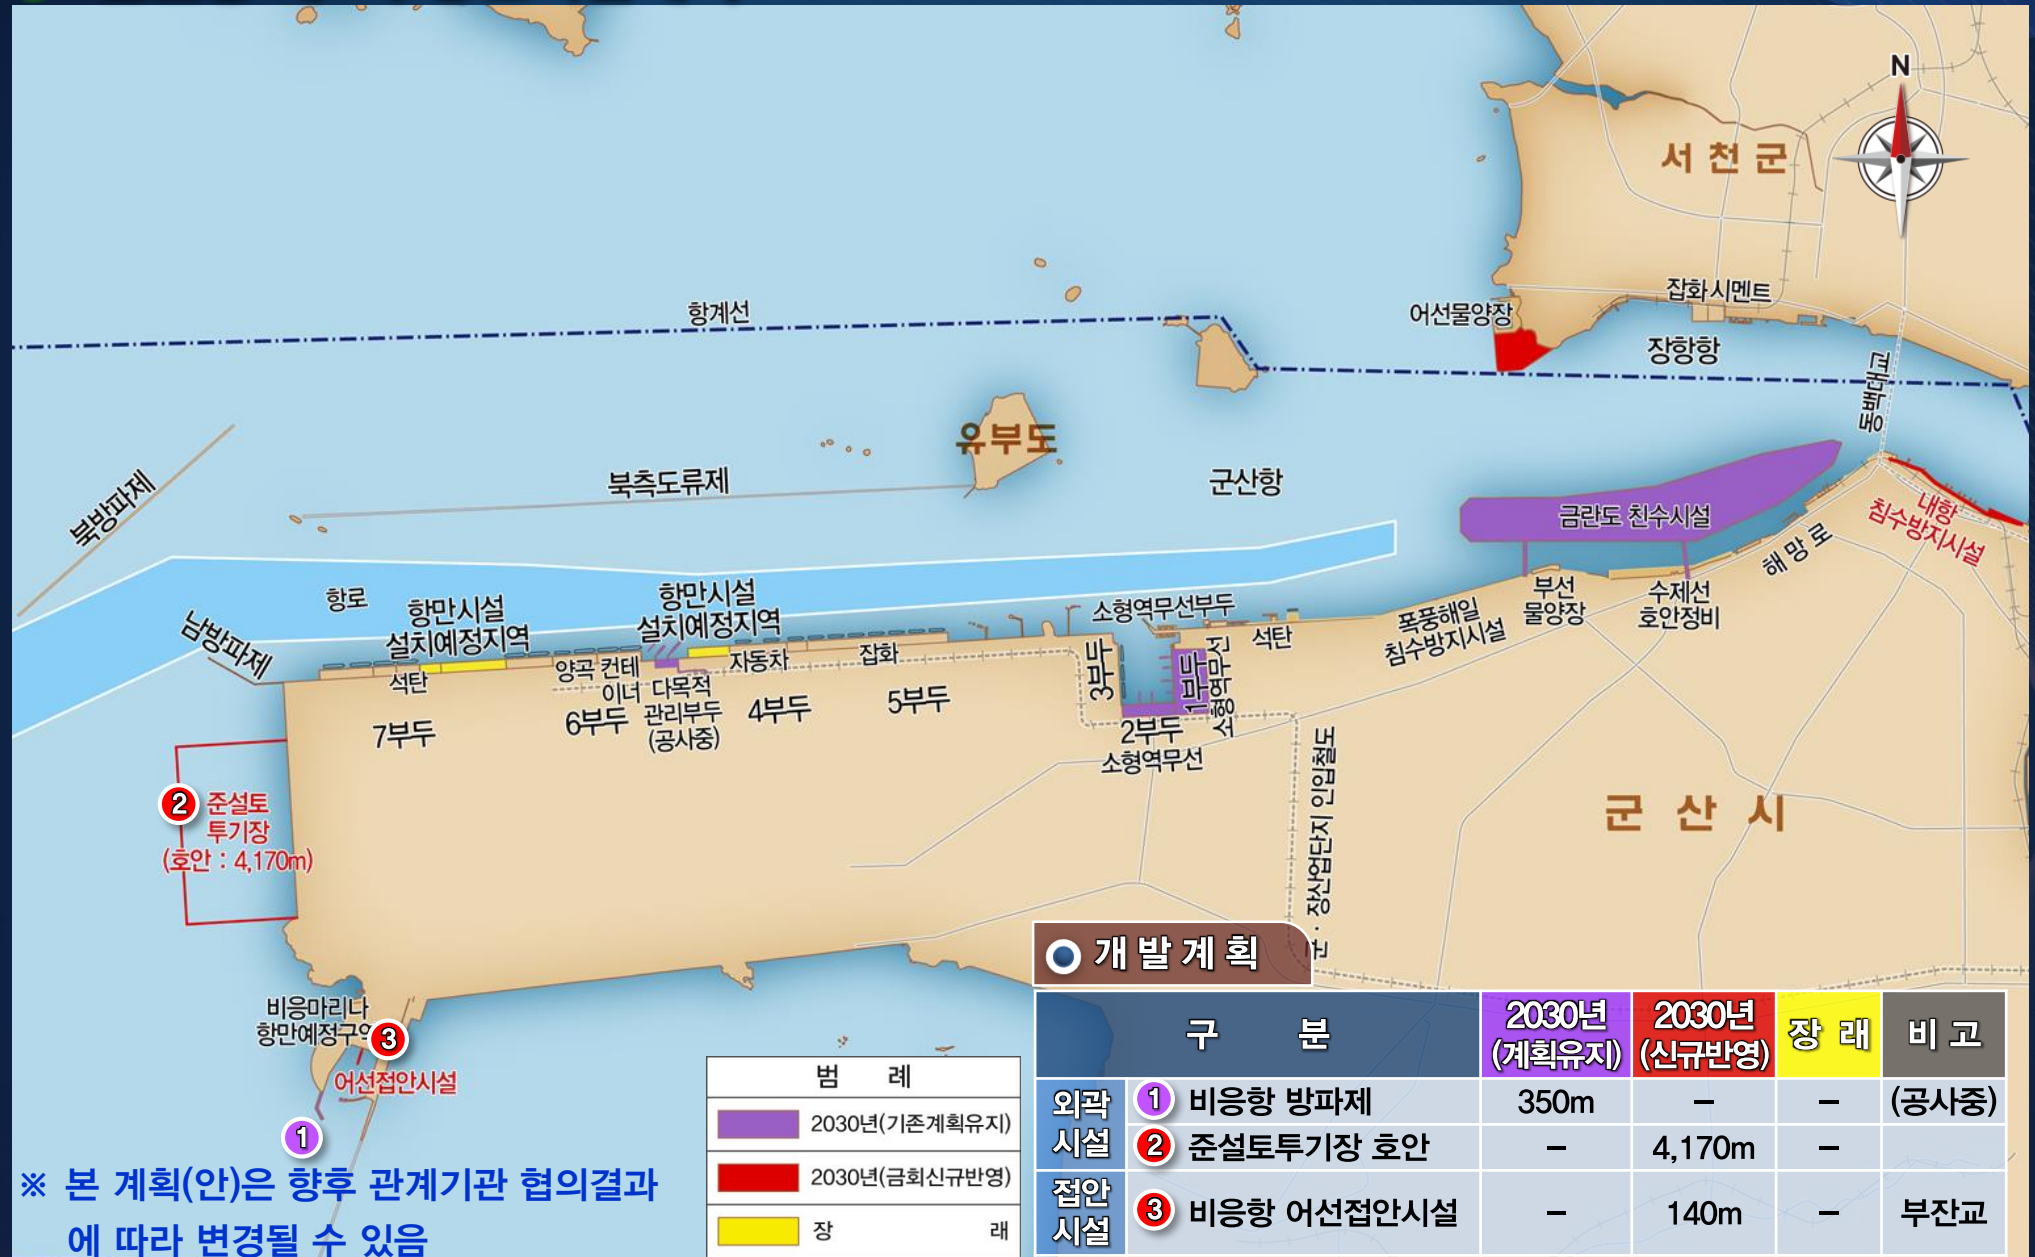 N
서 천 군
잡화 시멘트
어선물양장
장항항
동백대교
항계선
유부도
북측도류제
북방파제
군산항
금란도 친수시설
내항
침수방지시설
해 망 로
부선
물양장
수제선
호안정비
폭풍해일
침수방지시설
석탄
소형역무선부두
항로
항만시설
설치예정지역
항만시설
설치예정지역
남방파제
석탄
양곡
컨테
이너
다목적
관리부두
(공사중)
자동차
잡화
7부두
6부두
4부두
5부두
3부두
1부두
소형역무선
2부두
소형역무선
군 · 장산업단지 인입철도
군 산 시
2 준설토
투기장
(호안 : 4,170m)
비응마리나
항만예정구역
3
어선접안시설
1
※ 본 계획(안)은 향후 관계기관 협의결과
에 따라 변경될 수 있음
범 례
2030년(기존계획유지)
2030년(금회신규반영)
장 래
개 발 계 획
구 분 2030년(계획유지) 2030년(신규반영) 장 래 비 고
외곽시설 1 비응항 방파제 350m – – (공사중)
2 준설토투기장 호안 – 4,170m –
접안시설 3 비응항 어선접안시설 – 140m – 부잔교